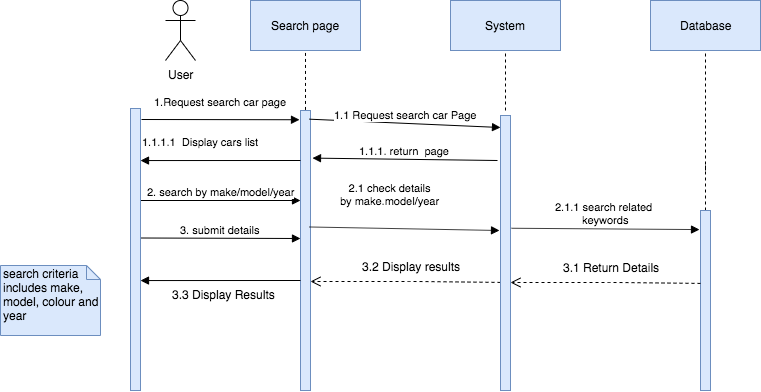 Search page
System
Database
User
1.Request search car page
1.1 Request search car Page
1.1.1.1  Display cars list
1.1.1. return  page
2. search by make/model/year
2.1 check details
by make.model/year
2.1.1 search related
keywords
3. submit details
3.2 Display results
3.1 Return Details
search criteria
includes make,
model, colour and
year
3.3 Display Results